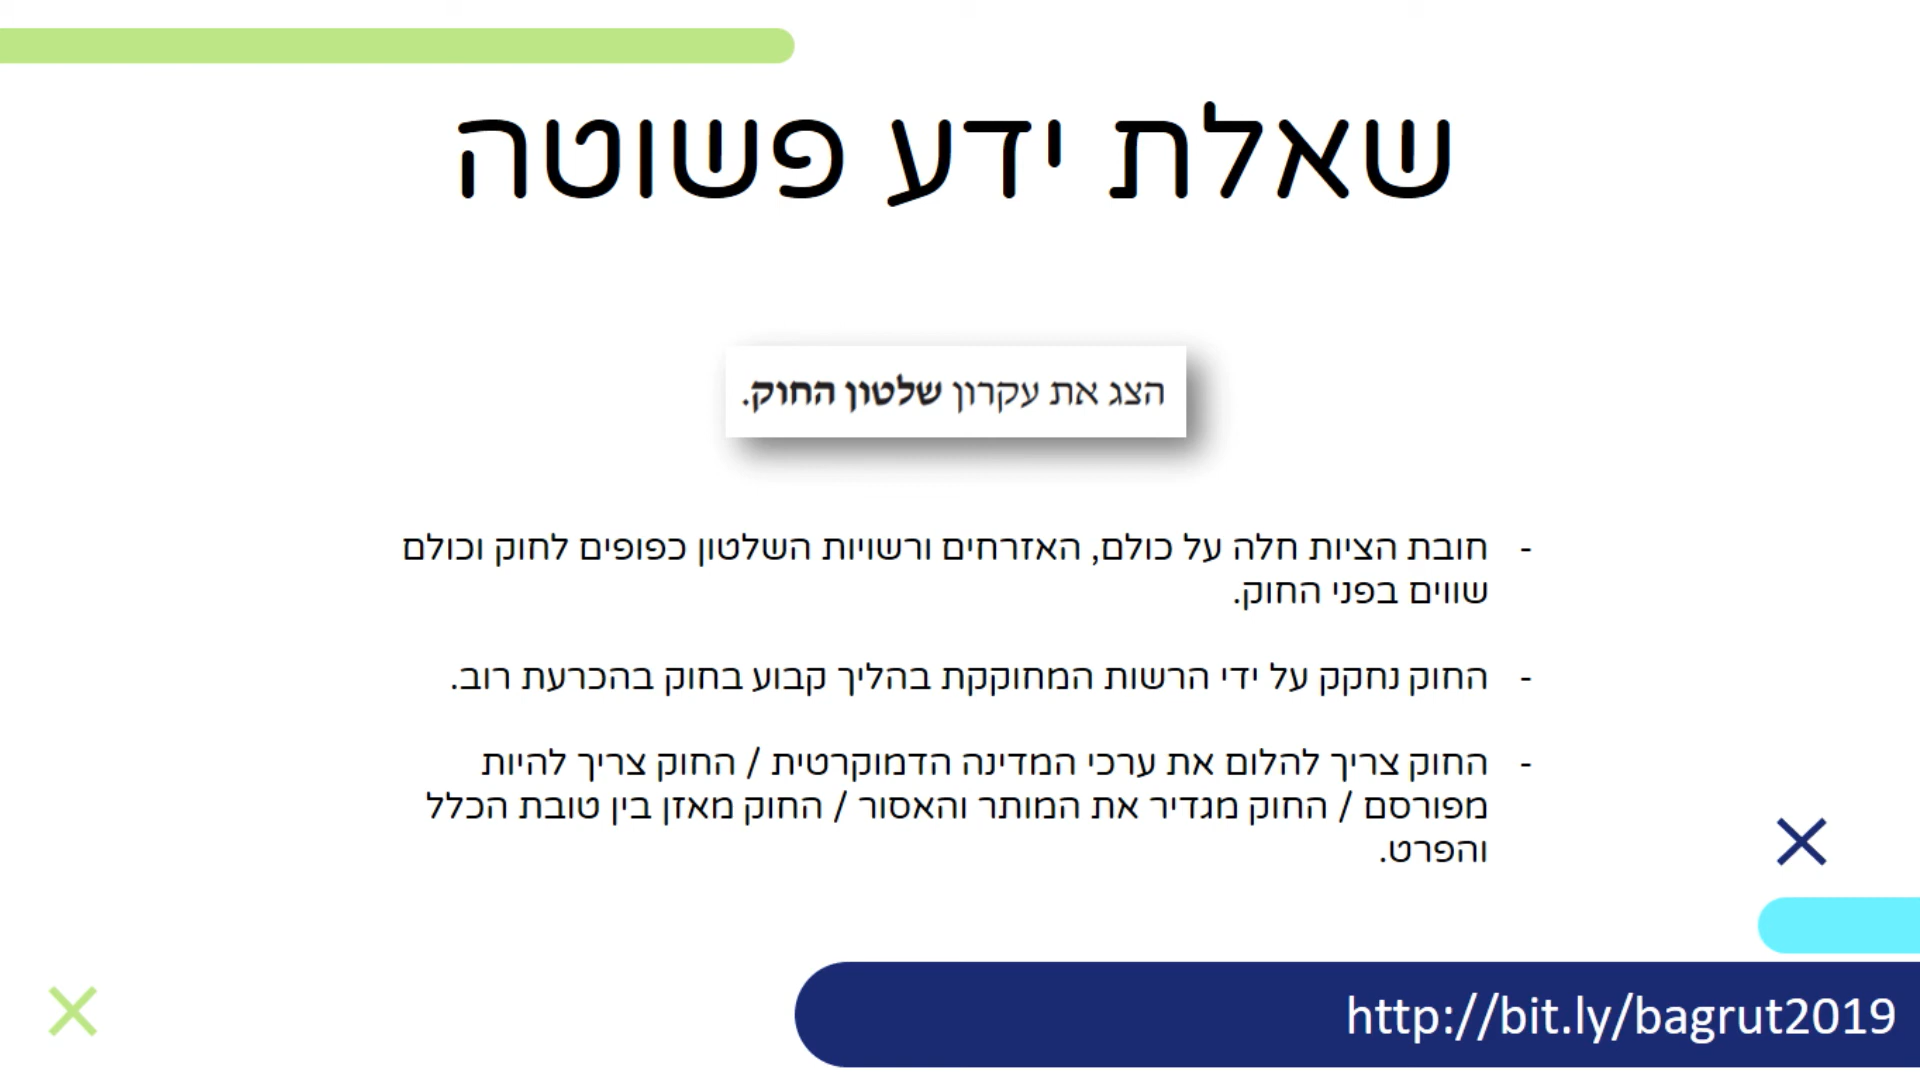 שאלת ידע פשוטה
הצג את עקרון שלטון החוק.
- חובת הציות חלה על כולם, האזרחים ורשויות השלטון כפופים לחוק וכולם
שווים בפני החוק.
- החוק נחקק על ידי הרשות המחוקקת בהליך קבוע בחוק בהכרעת רוב.
- החוק צריך להלום את ערכי המדינה הדמוקרטית / החוק צריך להיות
מפורסם / החוק מגדיר את המותר והאסור / החוק מאזן בין טובת הכלל
והפרט.
http://bit.ly/bagrut2019